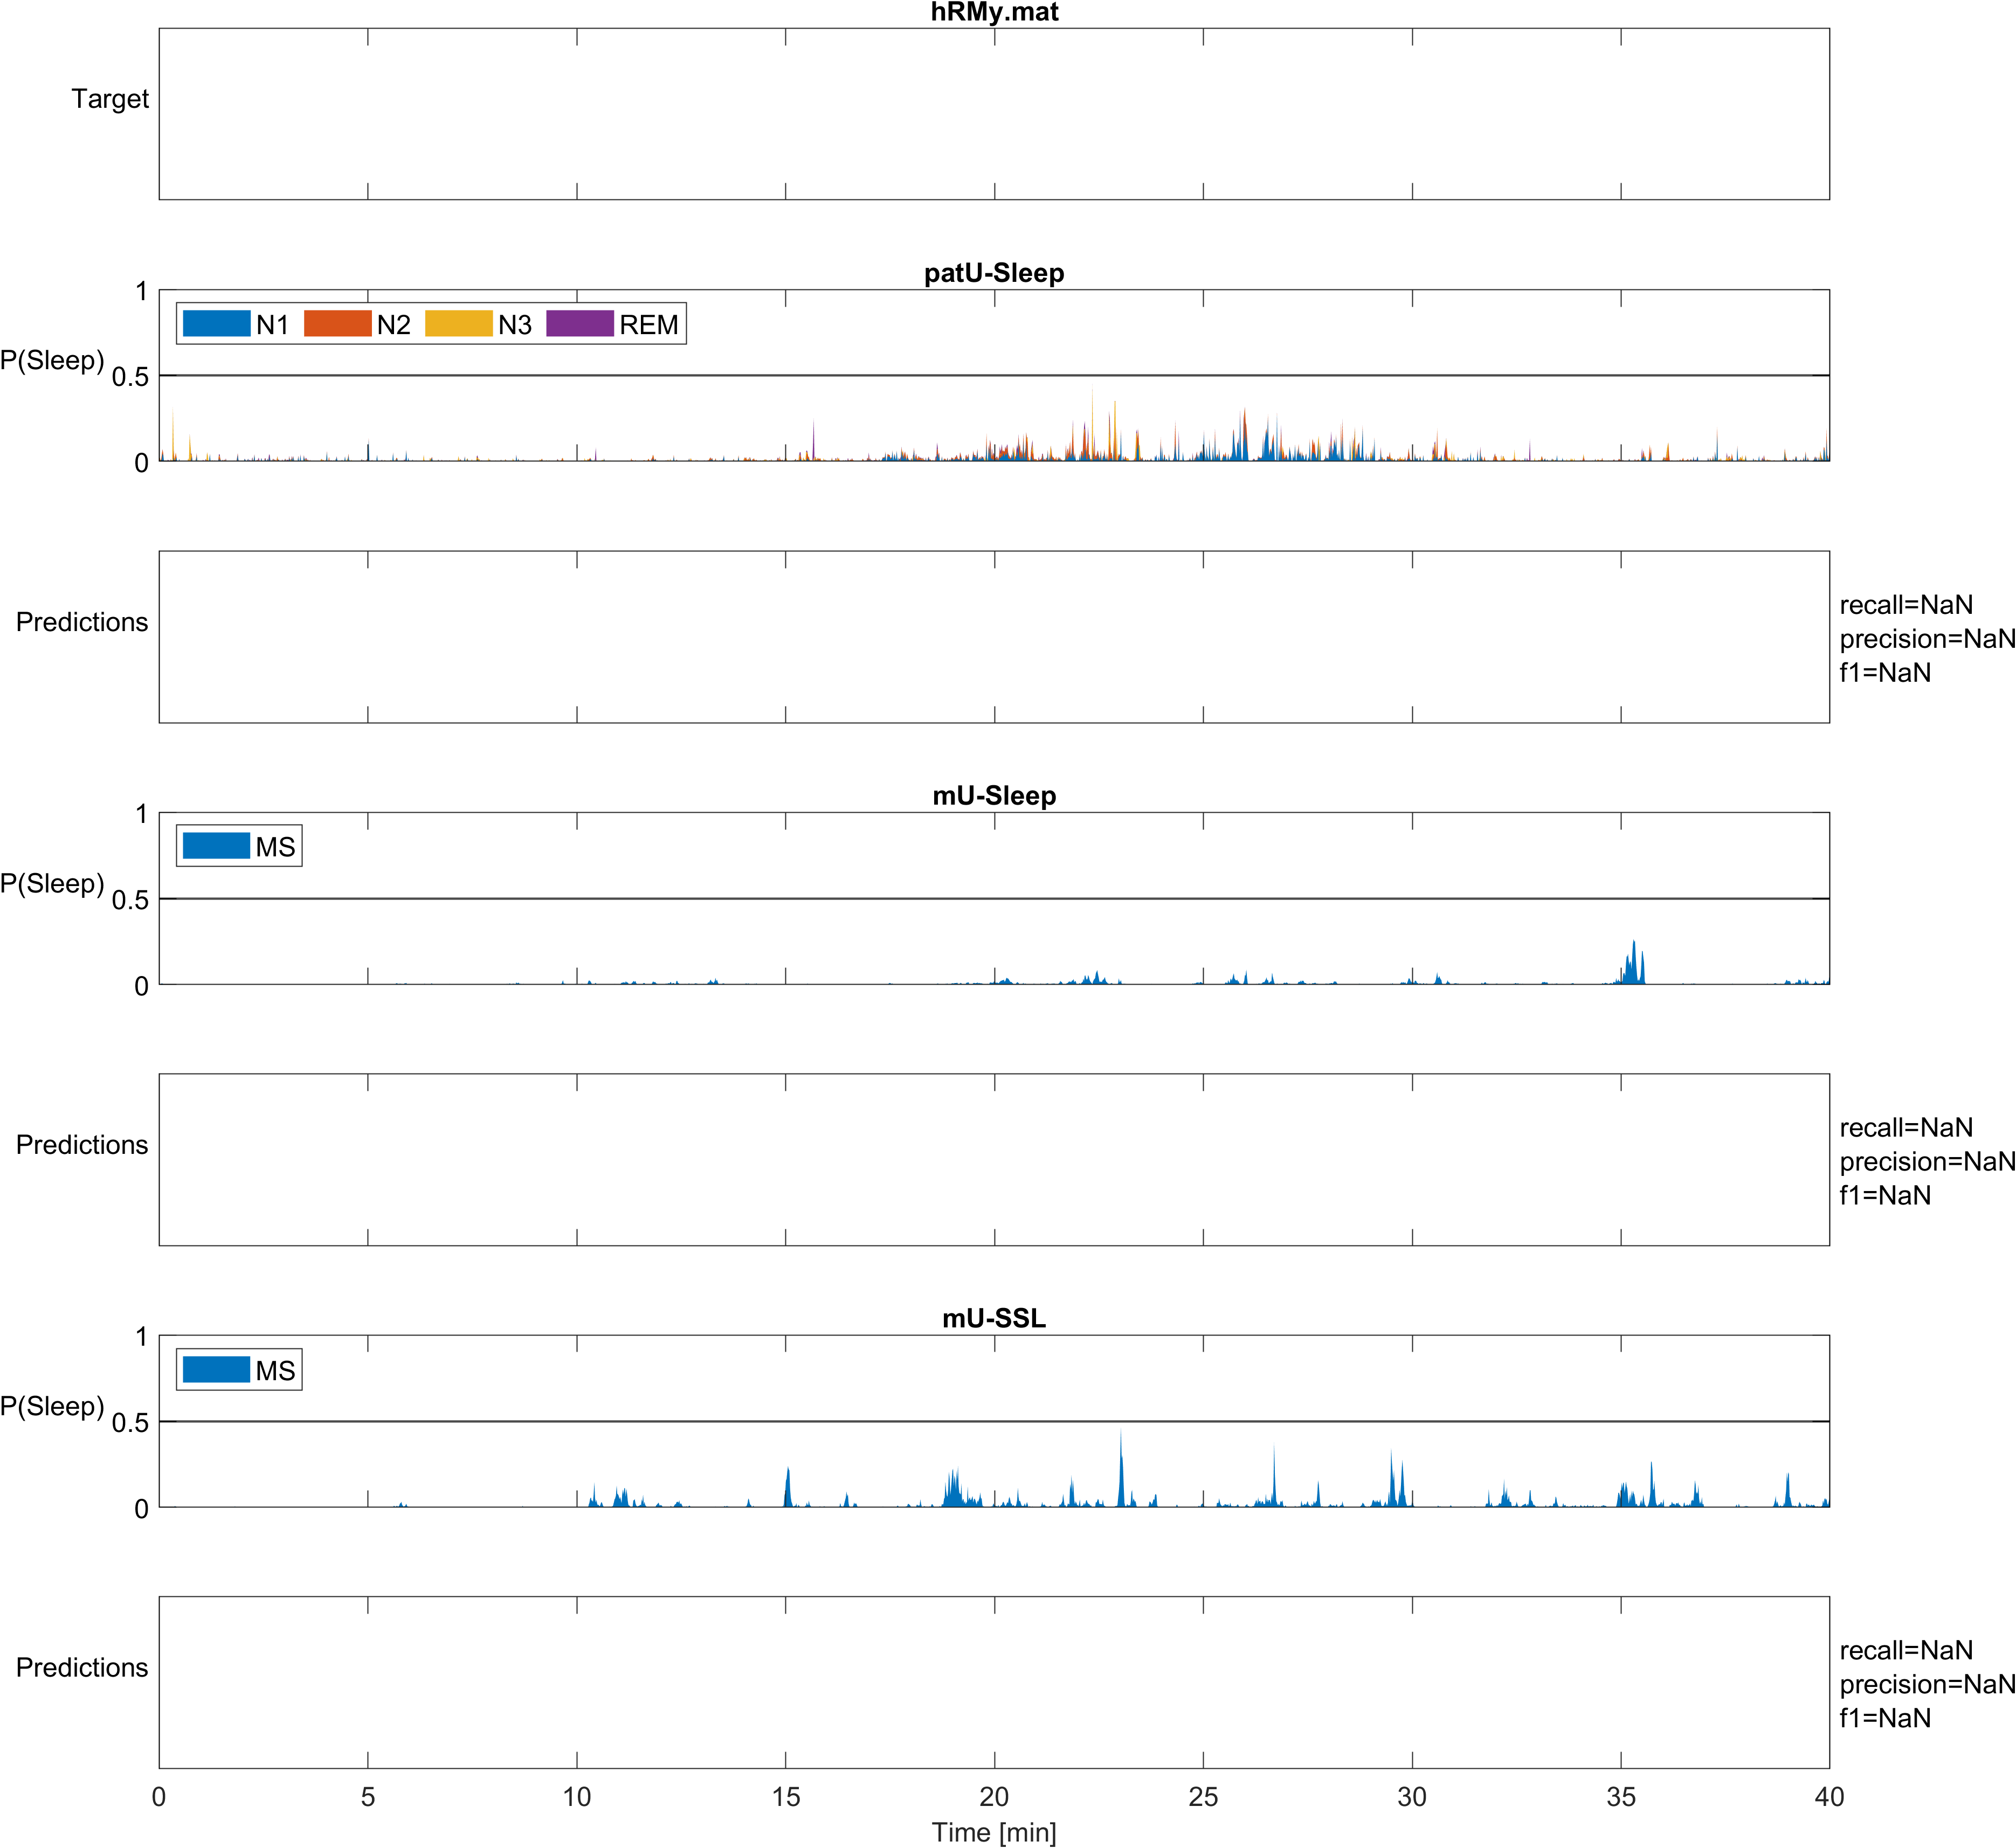 hRMy.mat
Target
patU-Sleep
1
N1 N2 N3 REM
P(Sleep)
0.5
0
Predictions
recall=NaN
precision=NaN
f1=NaN
mU-Sleep
1
MS
P(Sleep)
0.5
0
Predictions
recall=NaN
precision=NaN
f1=NaN
mU-SSL
1
MS
P(Sleep)
0.5
0
Predictions
recall=NaN
precision=NaN
f1=NaN
0 5 10 15 20 25 30 35 40
Time [min]